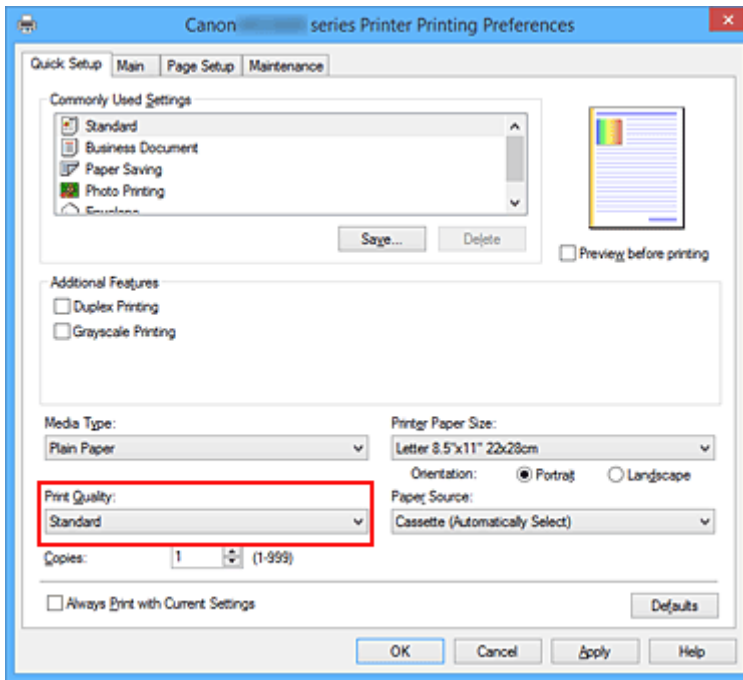 Canon series Printer Printing Preferences
Quick Setup Main Page Setup Maintenance
Commonly Used Settings
Standard
Business Document
Paper Saving
Photo Printing
Envelope
Save... Delete
Preview before printing
Additional Features
Duplex Printing
Grayscale Printing
Media Type: Printer Paper Size:
Plain Paper Letter 8.5"x11" 22x28cm
Orientation: Portrait Landscape
Print Quality: Paper Source:
Standard Cassette (Automatically Select)
Copies: 1 (1-999)
Always Print with Current Settings Defaults
OK Cancel Apply Help